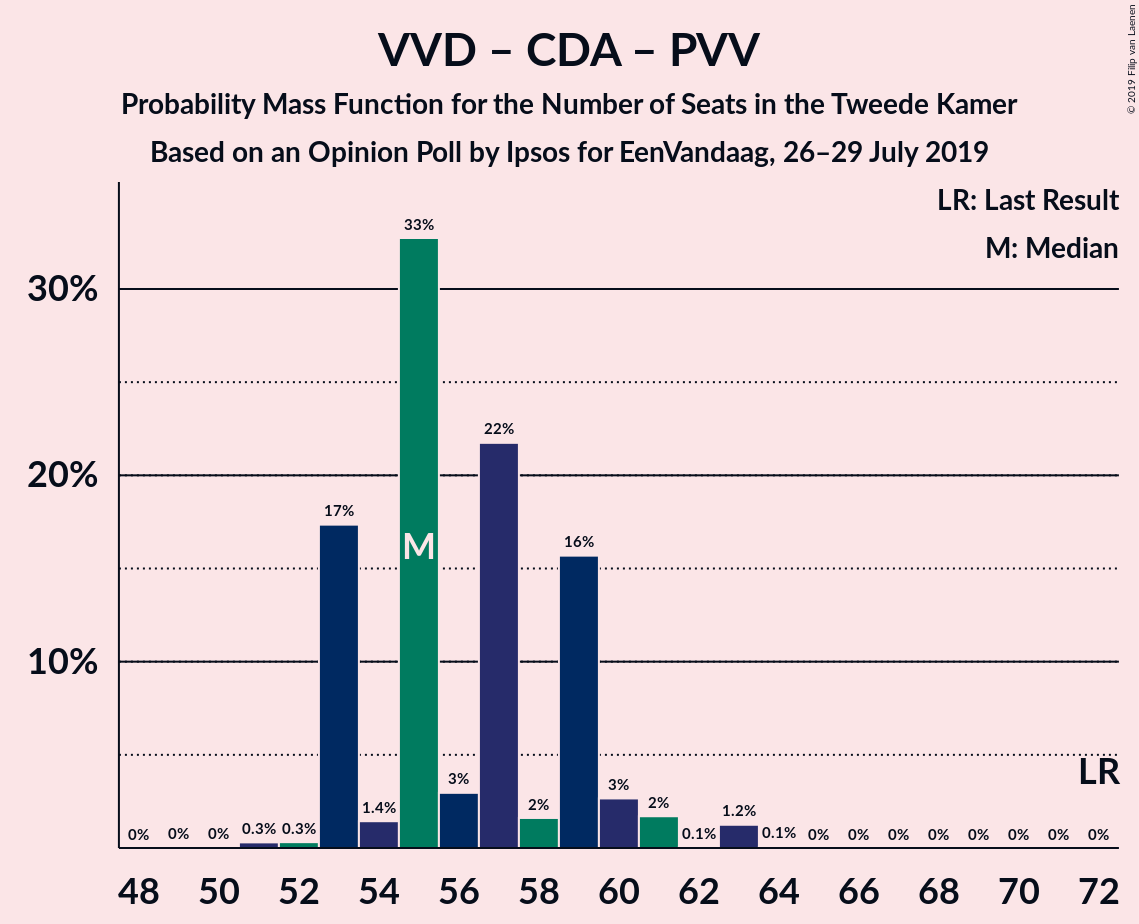 VVD – CDA – PVV
Probability Mass Function for the Number of Seats in the Tweede Kamer
Based on an Opinion Poll by Ipsos for EenVandaag, 26–29 July 2019
© 2019 Filip van Laenen
LR: Last Result
M: Median
30%
20%
10%
0% 0% 0% 0.3% 0.3% 17% 1.4% 33% 3% 22% 2% 16% 3% 2% 0.1% 1.2% 0.1% 0% 0% 0% 0% 0% 0% 0% 0%
M
LR
48 50 52 54 56 58 60 62 64 66 68 70 72